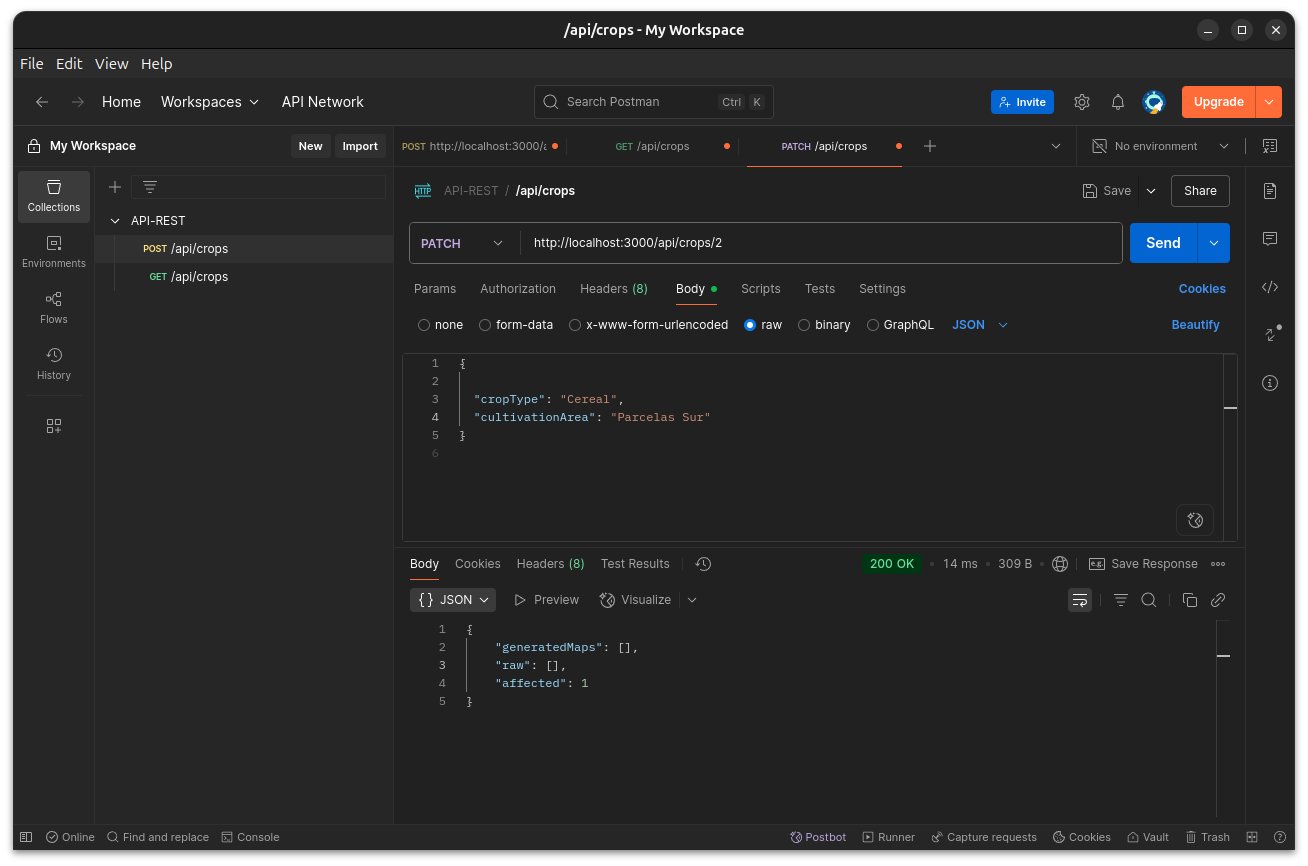 /api/crops - My Workspace
File Edit View Help
Home Workspaces API Network Search Postman Ctrl K Invite Upgrade
My Workspace New Import
POST http://localhost:3000/a GET /api/crops PATCH /api/crops No environment
Collections
Environments
Flows
History
API-REST
POST /api/crops
GET /api/crops
HTTP API-REST / /api/crops Save Share
PATCH http://localhost:3000/api/crops/2 Send
Params Authorization Headers (8) Body Scripts Tests Settings Cookies
none form-data x-www-form-urlencoded raw binary GraphQL JSON Beautify
1 {
2
3 "cropType": "Cereal",
4 "cultivationArea": "Parcelas Sur"
5 }
6
Body Cookies Headers (8) Test Results 200 OK 14 ms 309 B e.g. Save Response
{} JSON Preview Visualize
1 {
2 "generatedMaps": [],
3 "raw": [],
4 "affected": 1
5 }
Online Find and replace Console Postbot Runner Capture requests Cookies Vault Trash